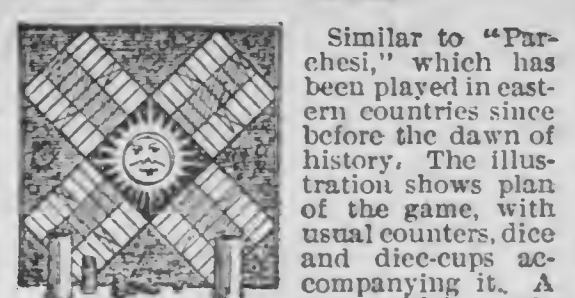 Similar to “Par-
chesi,” which has
been played in east-
ern countries since
before the dawn of
history. The illus-
tration shows plan
of the game, with
usual counters, dice
and dice-cups ac-
companying it. A